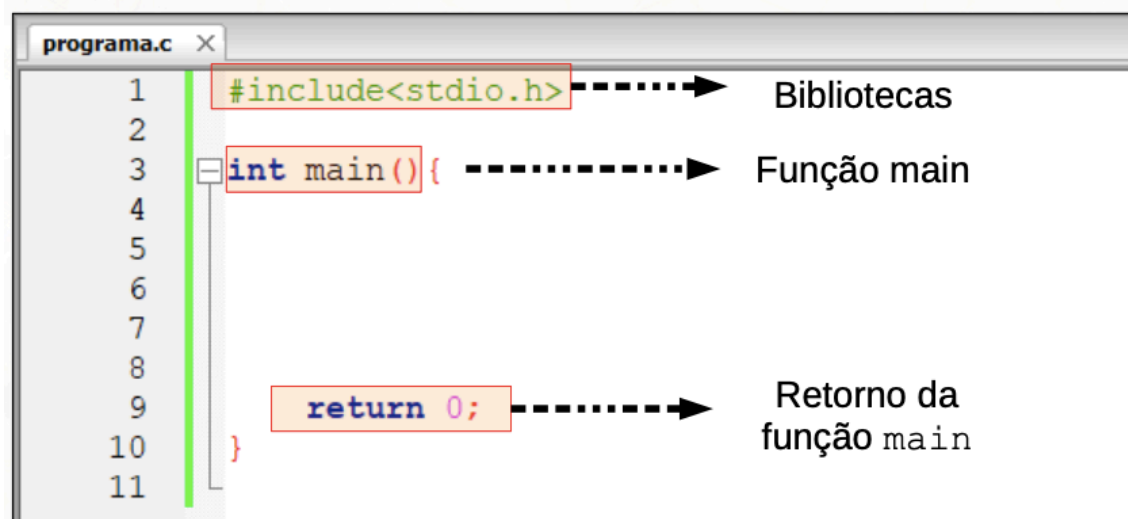 programa.c
1 #include<stdio.h> Bibliotecas
2
3 int main(){ Função main
4
5
6
7
8
9 return 0; Retorno da
função main
10 }
11